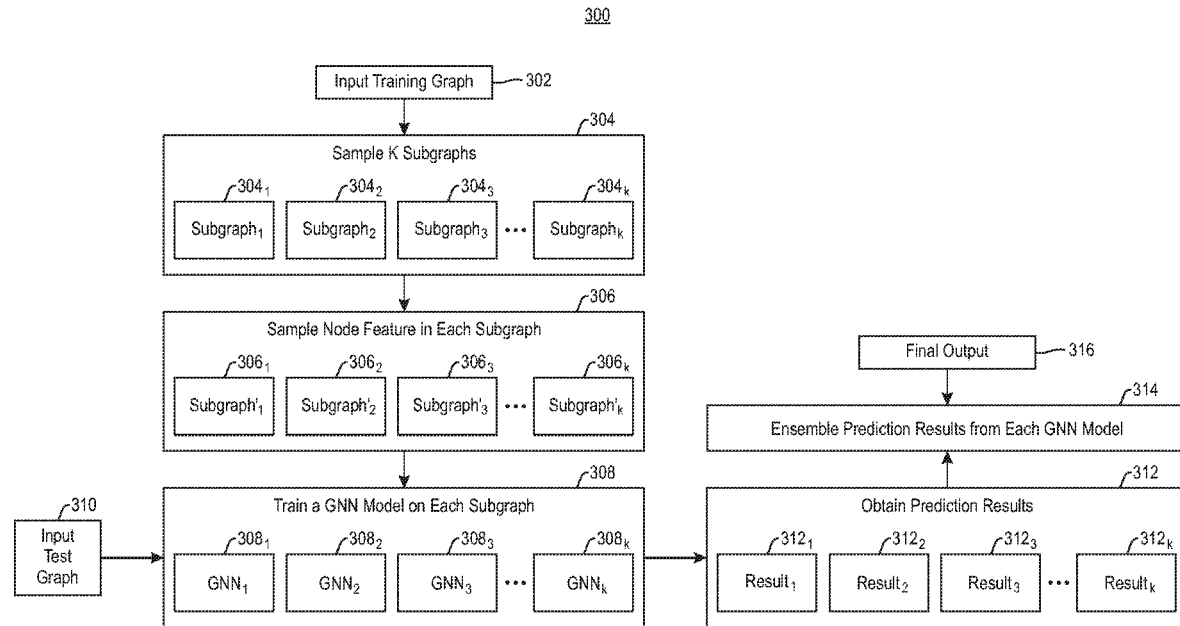 300
Input Training Graph 302
304
Sample K Subgraphs
304₁ 304₂ 304₃ 304ₖ
Subgraph₁ Subgraph₂ Subgraph₃ ••• Subgraphₖ
306
Sample Node Feature in Each Subgraph
306₁ 306₂ 306₃ 306ₖ
Subgraph'₁ Subgraph'₂ Subgraph'₃ ••• Subgraph'ₖ
308
Train a GNN Model on Each Subgraph
310
Input
Test
Graph
308₁ 308₂ 308₃ 308ₖ
GNN₁ GNN₂ GNN₃ ••• GNNₖ
Final Output 316
314
Ensemble Prediction Results from Each GNN Model
312
Obtain Prediction Results
312₁ 312₂ 312₃ 312ₖ
Result₁ Result₂ Result₃ ••• Resultₖ